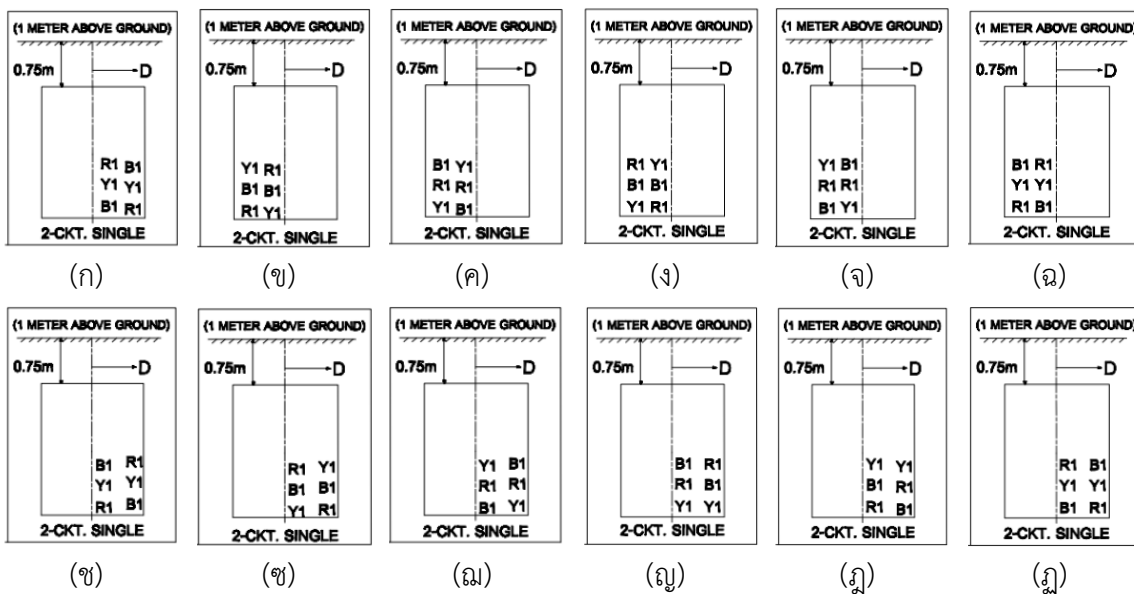 (1 METER ABOVE GROUND) (1 METER ABOVE GROUND) (1 METER ABOVE GROUND) (1 METER ABOVE GROUND) (1 METER ABOVE GROUND) (1 METER ABOVE GROUND)
0.75m D 0.75m D 0.75m D 0.75m D 0.75m D 0.75m D
R1 B1 Y1 R1 B1 Y1 R1 Y1 Y1 B1 B1 R1
Y1 Y1 B1 B1 R1 R1 B1 B1 R1 R1 Y1 Y1
B1 R1 R1 Y1 Y1 B1 Y1 R1 B1 Y1 R1 B1
2-CKT. SINGLE 2-CKT. SINGLE 2-CKT. SINGLE 2-CKT. SINGLE 2-CKT. SINGLE 2-CKT. SINGLE
(ก) (ข) (ค) (ง) (จ) (ฉ)
(1 METER ABOVE GROUND) (1 METER ABOVE GROUND) (1 METER ABOVE GROUND) (1 METER ABOVE GROUND) (1 METER ABOVE GROUND) (1 METER ABOVE GROUND)
0.75m D 0.75m D 0.75m D 0.75m D 0.75m D 0.75m D
B1 R1 R1 Y1 Y1 B1 B1 R1 Y1 Y1 R1 B1
Y1 Y1 B1 B1 R1 R1 R1 B1 B1 R1 Y1 Y1
R1 B1 Y1 R1 B1 Y1 Y1 Y1 R1 B1 B1 R1
2-CKT. SINGLE 2-CKT. SINGLE 2-CKT. SINGLE 2-CKT. SINGLE 2-CKT. SINGLE 2-CKT. SINGLE
(ช) (ซ) (ฌ) (ญ) (ฎ) (ฏ)